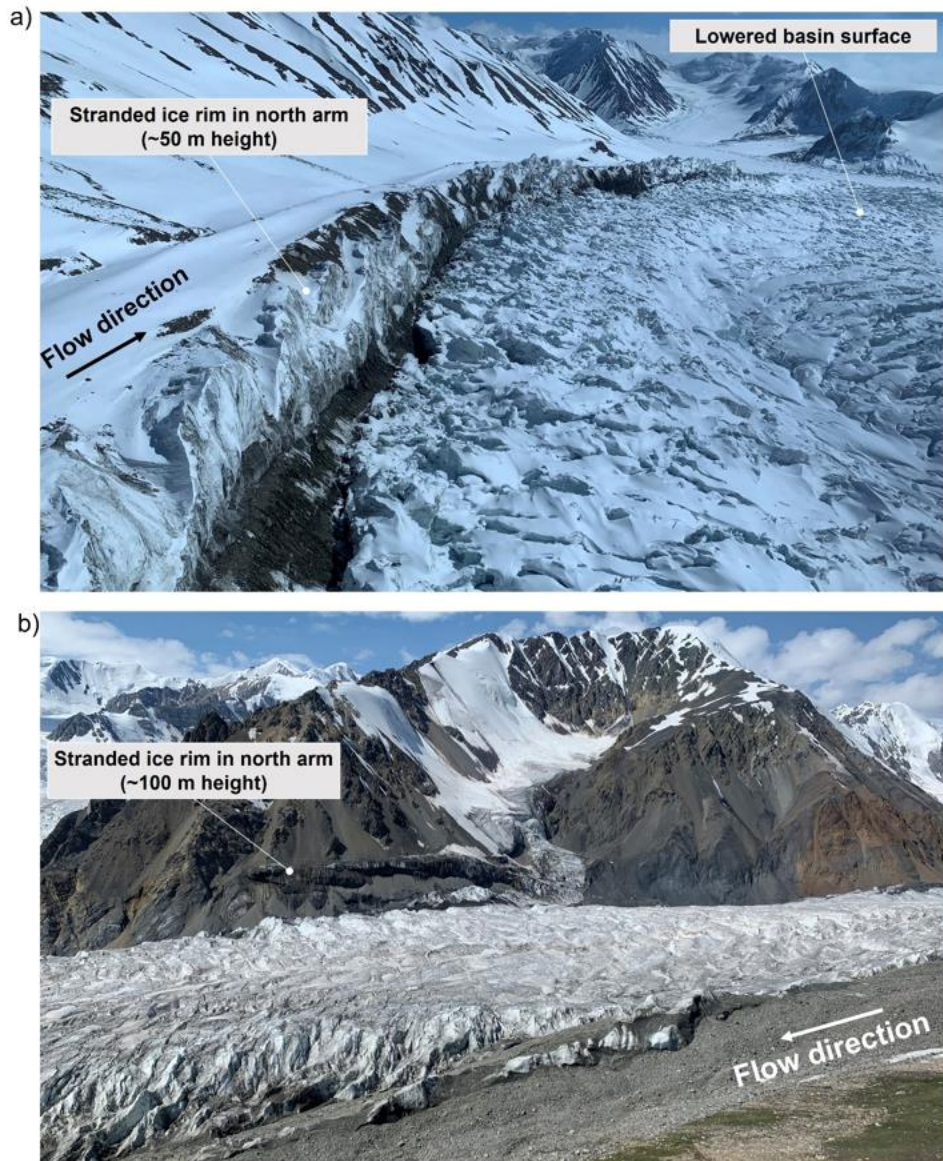 a)
Lowered basin surface
Stranded ice rim in north arm
(~50 m height)
Flow direction
b)
Stranded ice rim in north arm
(~100 m height)
Flow direction